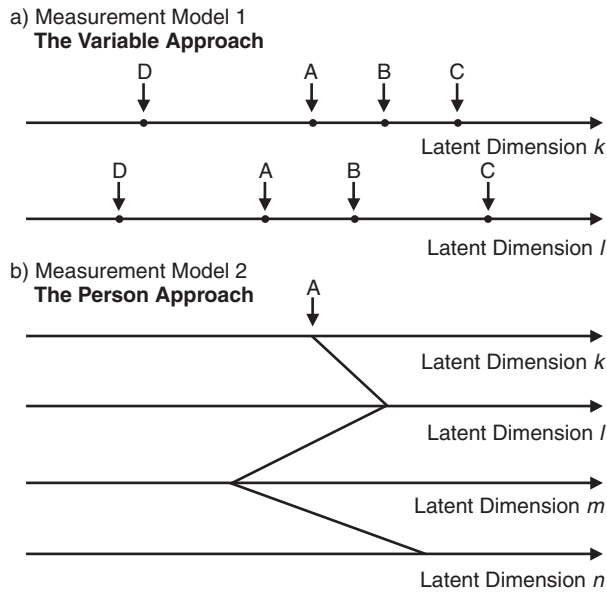 a) Measurement Model 1
The Variable Approach
D A B C
Latent Dimension k
D A B C
Latent Dimension l
b) Measurement Model 2
The Person Approach
A
Latent Dimension k
Latent Dimension l
Latent Dimension m
Latent Dimension n